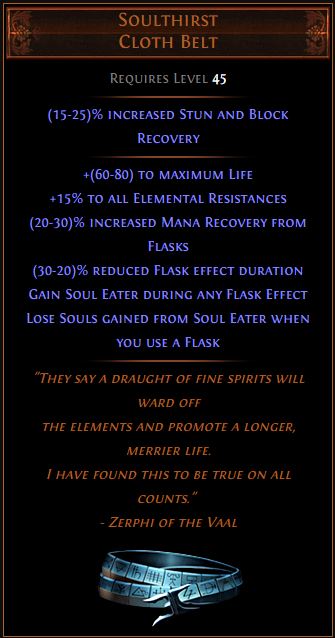 Soulthirst
Cloth Belt
Requires Level 45
(15-25)% increased Stun and Block
Recovery
+(60-80) to maximum Life
+15% to all Elemental Resistances
(20-30)% increased Mana Recovery from
Flasks
(30-20)% reduced Flask effect duration
Gain Soul Eater during any Flask Effect
Lose Souls gained from Soul Eater when
you use a Flask
"They say a draught of fine spirits will
ward off
the elements and promote a longer,
merrier life.
I have found this to be true on all
counts."
- Zerphi of the Vaal